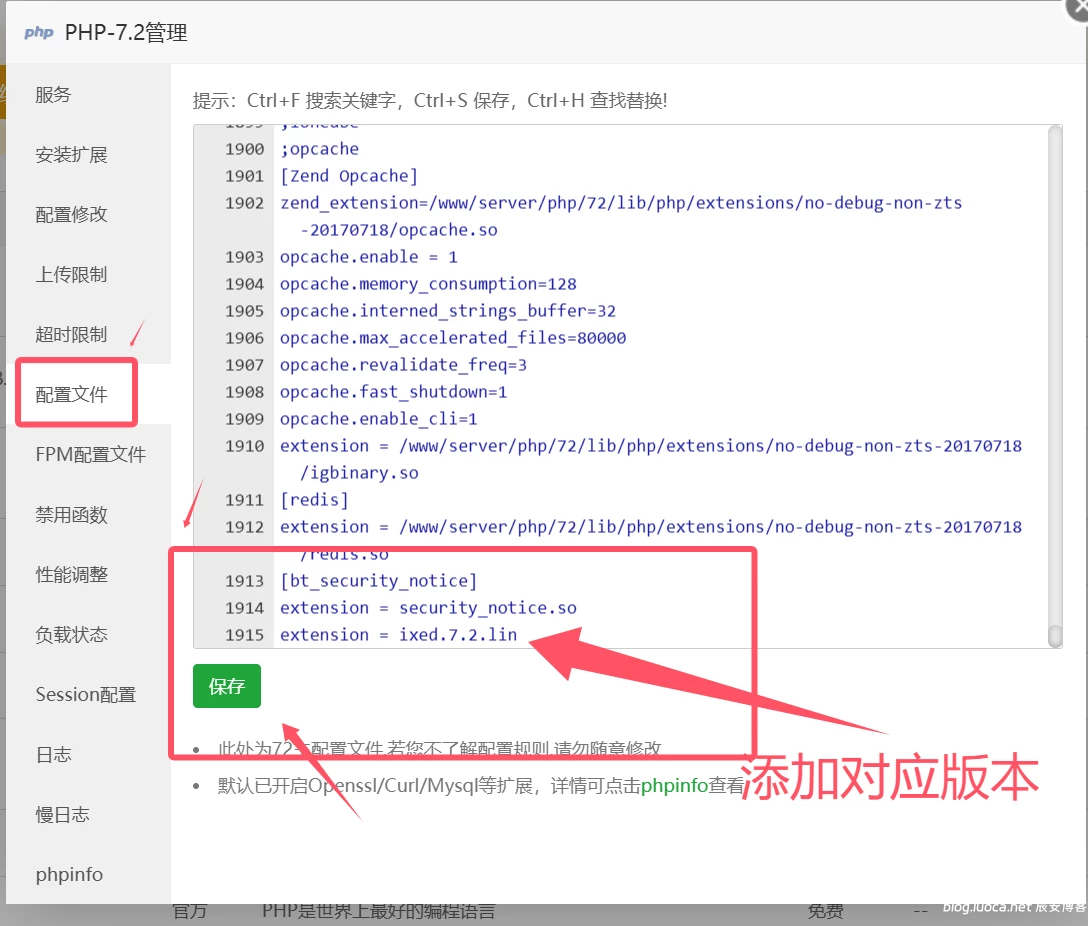 php PHP-7.2管理
服务
安装扩展
配置修改
上传限制
超时限制
配置文件
FPM配置文件
禁用函数
性能调整
负载状态
Session配置
日志
慢日志
phpinfo
提示：Ctrl+F 搜索关键字，Ctrl+S 保存，Ctrl+H 查找替换!
1899 ;ioncube
1900 ;opcache
1901 [Zend Opcache]
1902 zend_extension=/www/server/php/72/lib/php/extensions/no-debug-non-zts
-20170718/opcache.so
1903 opcache.enable = 1
1904 opcache.memory_consumption=128
1905 opcache.interned_strings_buffer=32
1906 opcache.max_accelerated_files=80000
1907 opcache.revalidate_freq=3
1908 opcache.fast_shutdown=1
1909 opcache.enable_cli=1
1910 extension = /www/server/php/72/lib/php/extensions/no-debug-non-zts-20170718
/igbinary.so
1911 [redis]
1912 extension = /www/server/php/72/lib/php/extensions/no-debug-non-zts-20170718
/redis.so
1913 [bt_security_notice]
1914 extension = security_notice.so
1915 extension = ixed.7.2.lin
保存
此处为72主配置文件,若您不了解配置规则,请勿随意修改
默认已开启Openssl/Curl/Mysql等扩展，详情可点击phpinfo查看
添加对应版本
官方 PHP是世界上最好的编程语言 免费 --
blog.luoca.net 辰安博客